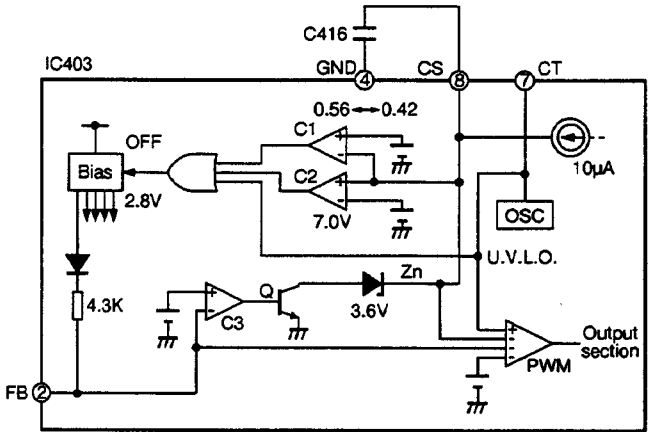 C416
IC403
GND
4
CS
8
7
CT
0.56 ↔ 0.42
C1
+
-
OFF
Bias
2.8V
C2
+
-
7.0V
10μA
OSC
U.V.L.O.
4.3K
+
-
C3
Q
Zn
3.6V
+
-
-
-
PWM
Output
section
FB
2